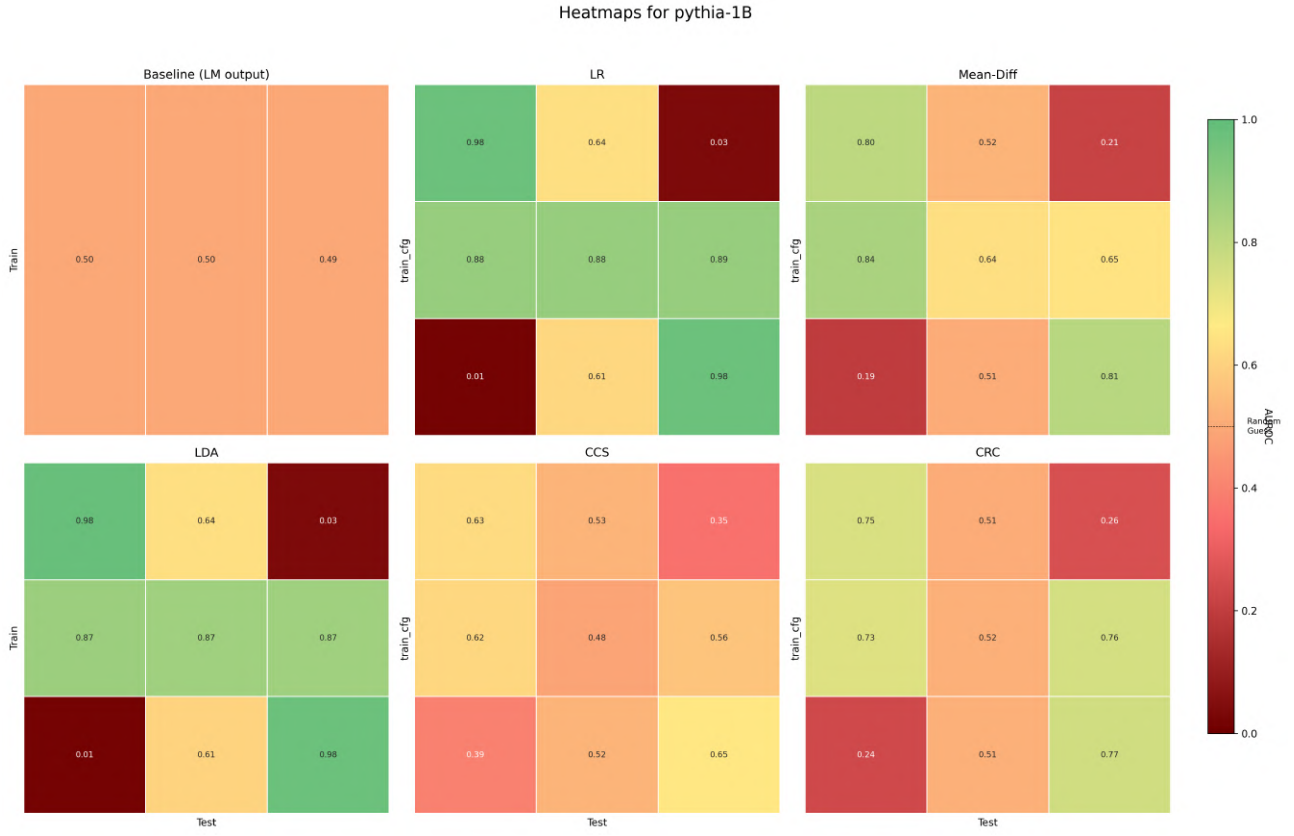 Heatmaps for pythia-1B
Baseline (LM output)
Train
0.50 0.50 0.49
LR
train_cfg
0.98 0.64 0.03
0.88 0.88 0.89
0.01 0.61 0.98
Mean-Diff
train_cfg
0.80 0.52 0.21
0.84 0.64 0.65
0.19 0.51 0.81
LDA
Train
0.98 0.64 0.03
0.87 0.87 0.87
0.01 0.61 0.98
Test
CCS
train_cfg
0.63 0.53 0.35
0.62 0.48 0.56
0.39 0.52 0.65
Test
CRC
train_cfg
0.75 0.51 0.26
0.73 0.52 0.76
0.24 0.51 0.77
Test
1.0
0.8
0.6
0.4
0.2
0.0
AUROC
Random
Guess